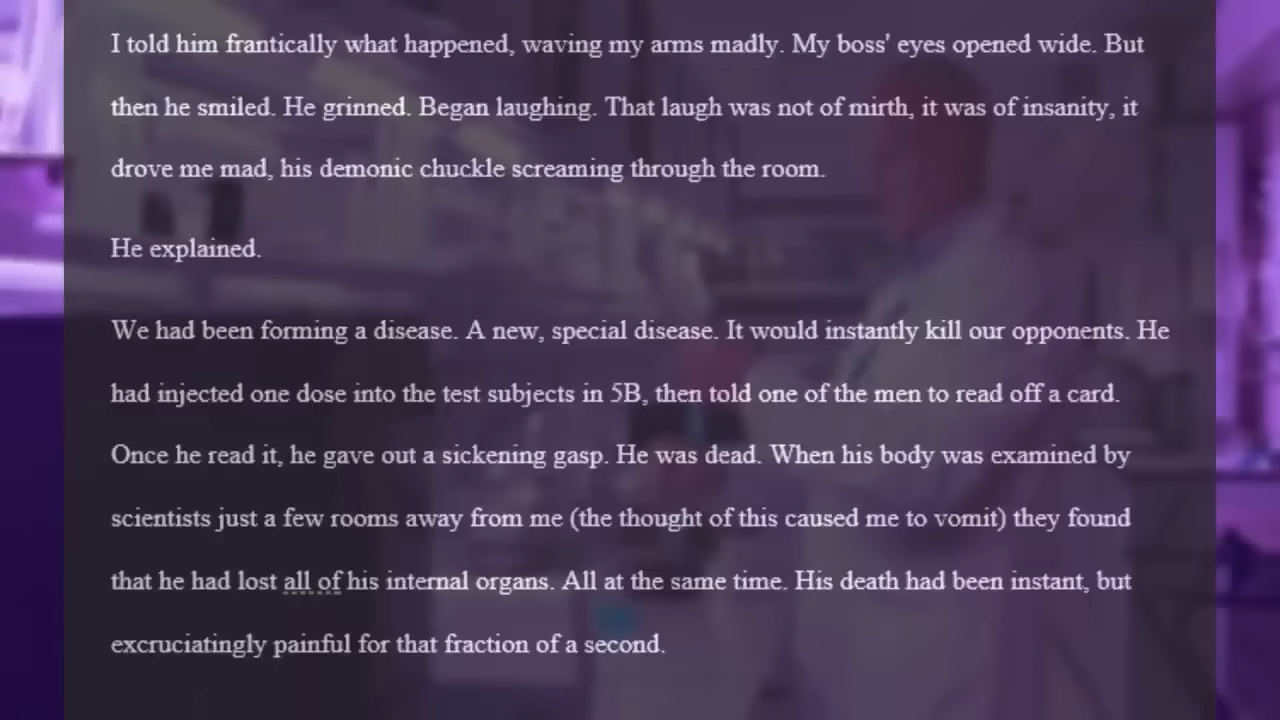 I told him frantically what happened, waving my arms madly. My boss' eyes opened wide. But
then he smiled. He grinned. Began laughing. That laugh was not of mirth, it was of insanity, it
drove me mad, his demonic chuckle screaming through the room.
He explained.
We had been forming a disease. A new, special disease. It would instantly kill our opponents. He
had injected one dose into the test subjects in 5B, then told one of the men to read off a card.
Once he read it, he gave out a sickening gasp. He was dead. When his body was examined by
scientists just a few rooms away from me (the thought of this caused me to vomit) they found
that he had lost all of his internal organs. All at the same time. His death had been instant, but
excruciatingly painful for that fraction of a second.